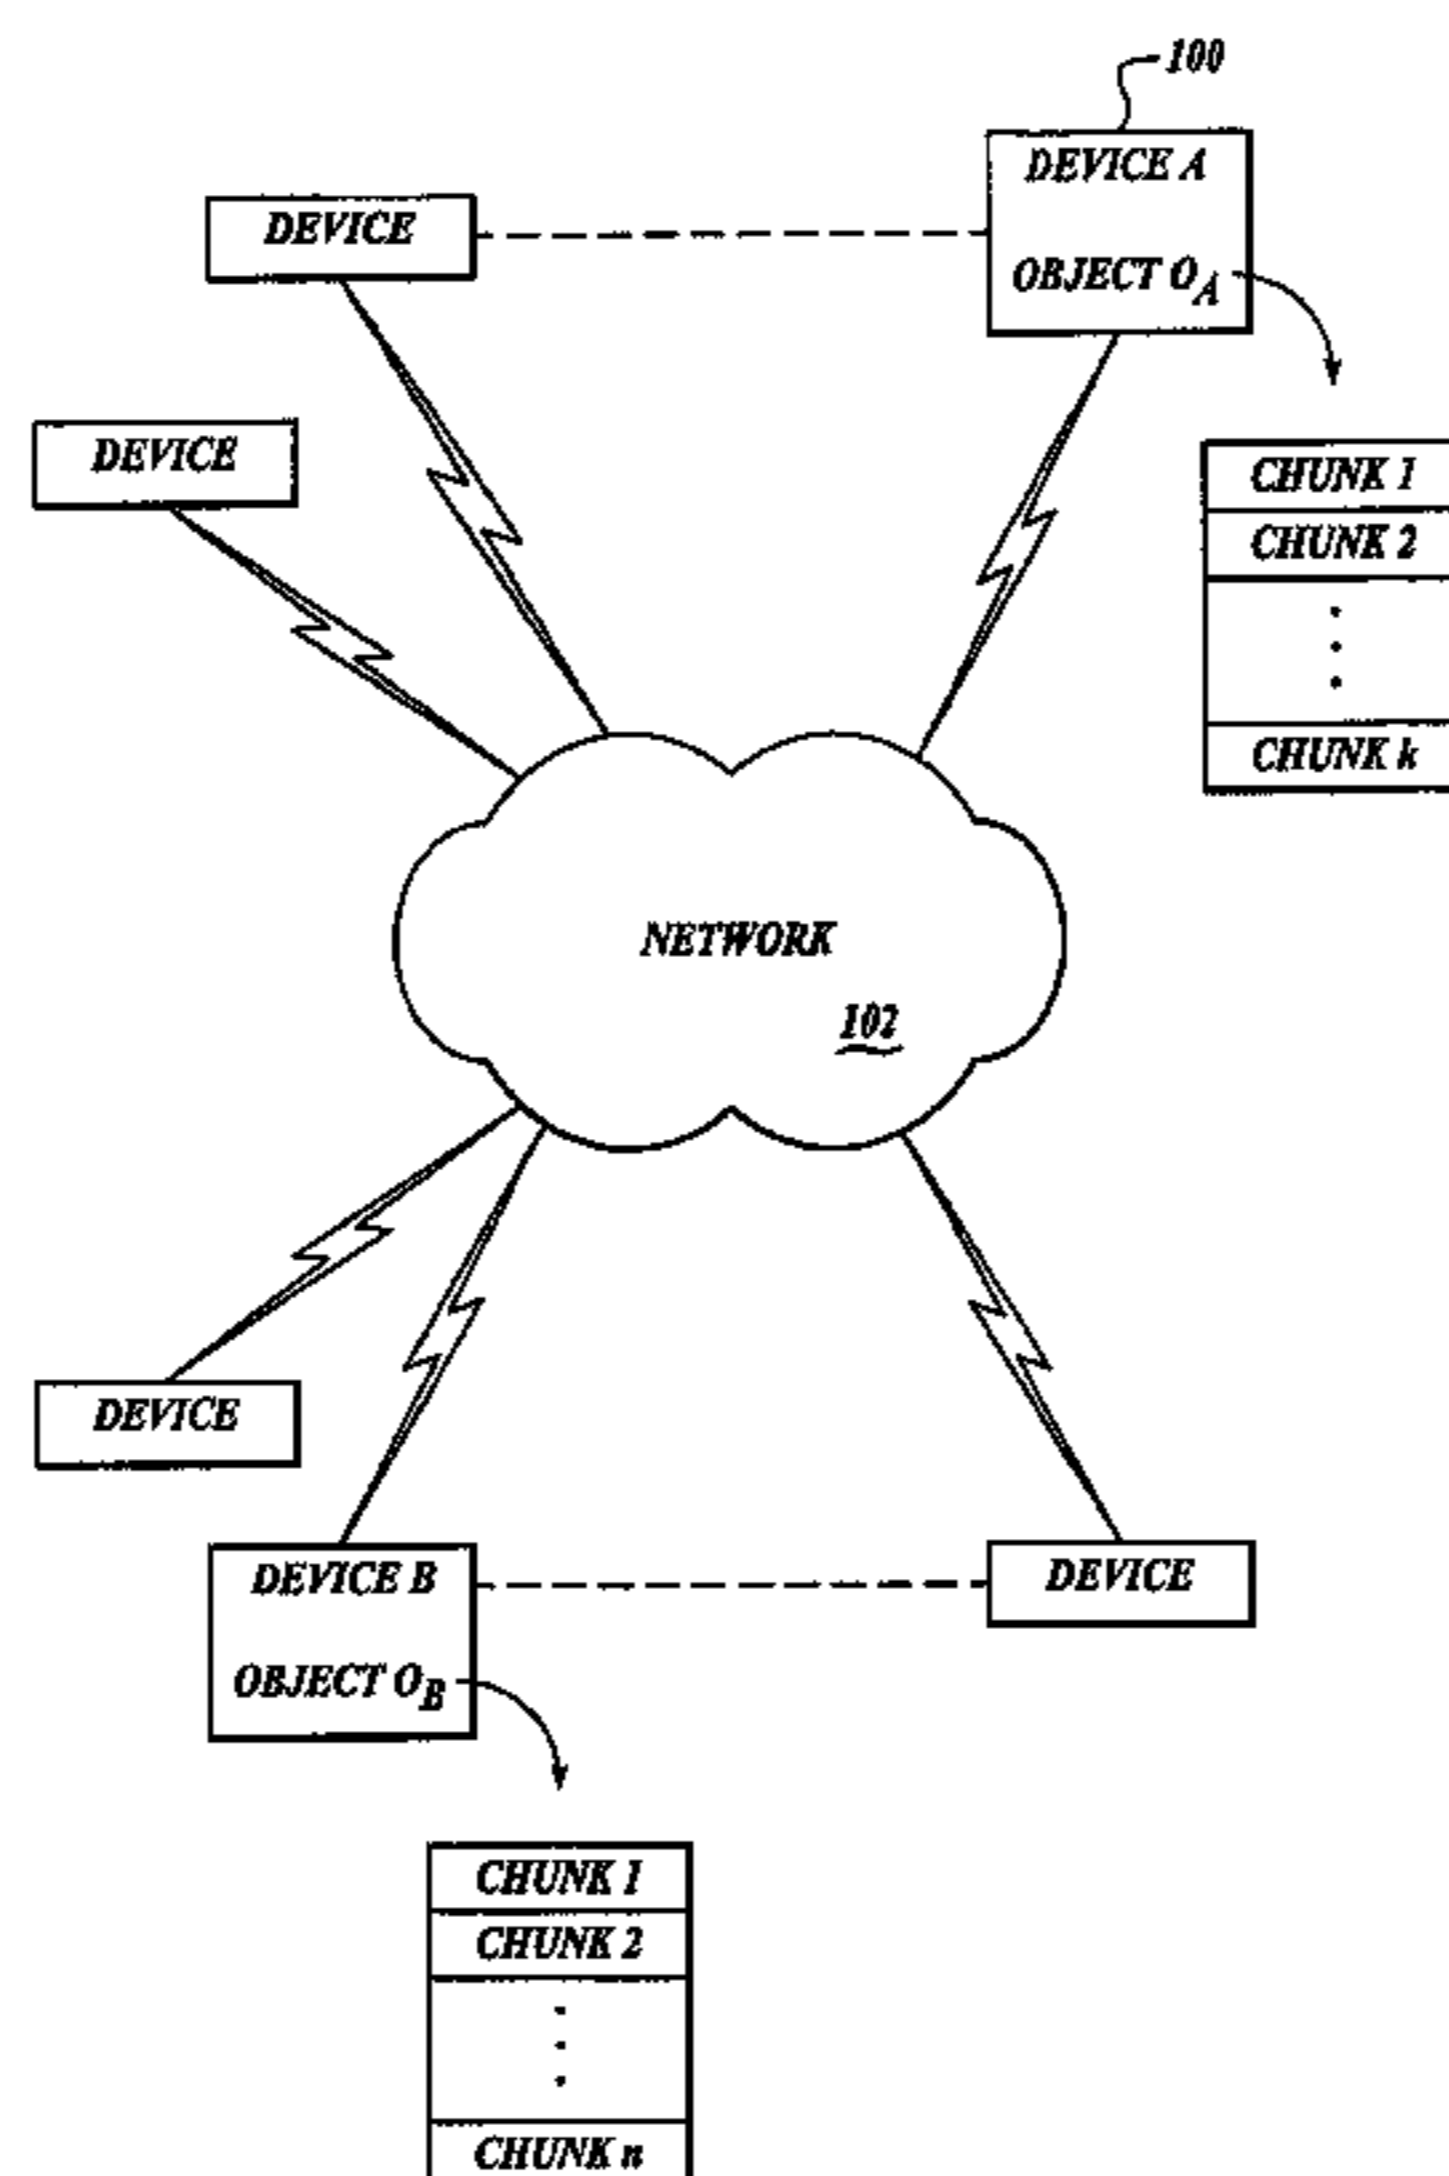 100
DEVICE A
DEVICE
OBJECT O_A
DEVICE
CHUNK 1
CHUNK 2
CHUNK k
NETWORK
102
DEVICE
DEVICE B
DEVICE
OBJECT O_B
CHUNK 1
CHUNK 2
CHUNK n